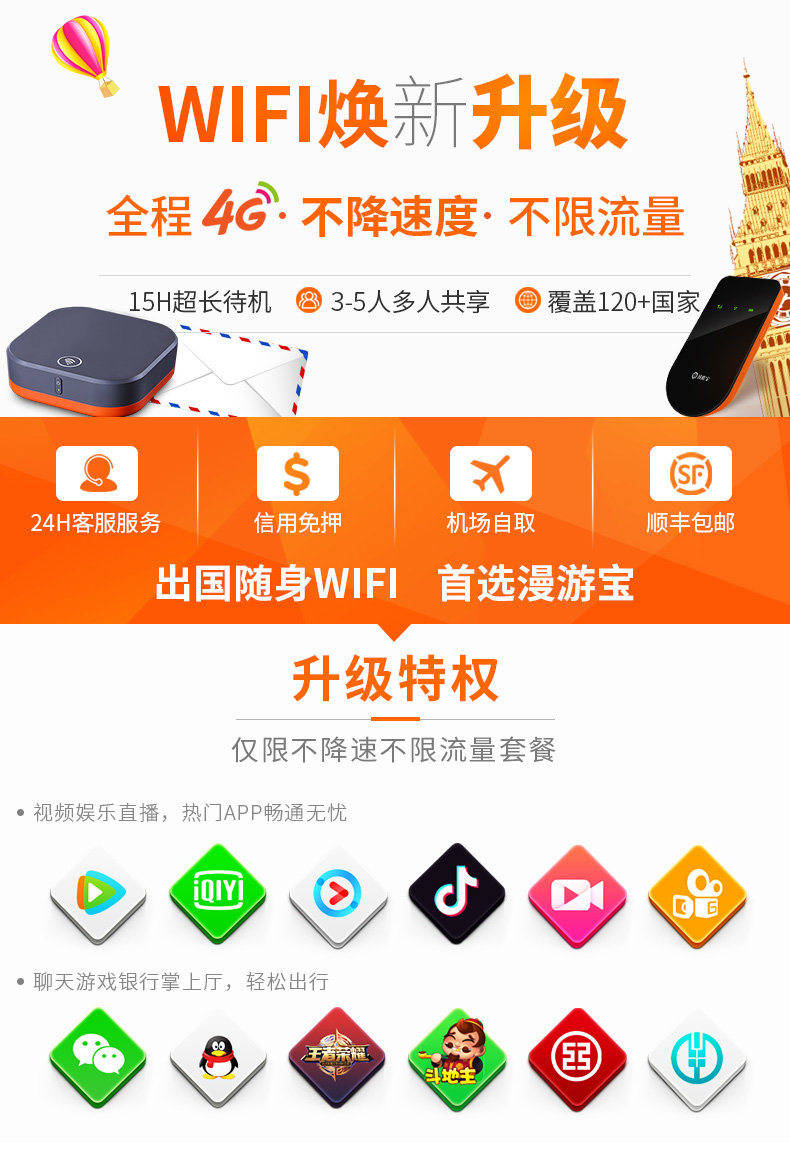 WIFI焕新升级
全程4G·不降速度·不限流量
15H超长待机 3-5人多人共享 覆盖120+国家
$ SF
24H客服服务 信用免押 机场自取 顺丰包邮
出国随身WIFI 首选漫游宝
升级特权
仅限不降速不限流量套餐
• 视频娱乐直播，热门APP畅通无忧
iQIYI
• 聊天游戏银行掌上厅，轻松出行
王者荣耀 斗地主